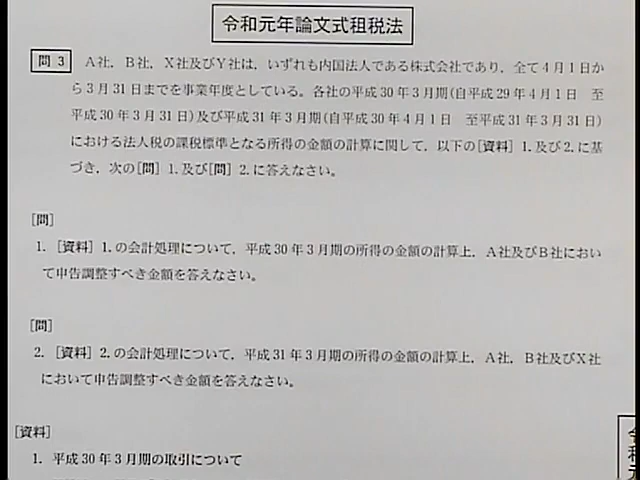 令和元年論文式租税法
問 3 A社，B社，X社及びY社は，いずれも内国法人である株式会社であり，全て4月1日か
ら3月31日までを事業年度としている。各社の平成30年3月期(自平成29年4月1日 至
平成30年3月31日)及び平成31年3月期(自平成30年4月1日 至平成31年3月31日)
における法人税の課税標準となる所得の金額の計算に関して，以下の[資料] 1.及び2.に基
づき，次の[問] 1.及び[問] 2.に答えなさい。
[問]
1. [資料] 1.の会計処理について，平成30年3月期の所得の金額の計算上，A社及びB社におい
て申告調整すべき金額を答えなさい。
[問]
2. [資料] 2.の会計処理について，平成31年3月期の所得の金額の計算上，A社，B社及びX社
において申告調整すべき金額を答えなさい。
[資料]
1. 平成30年3月期の取引について
令和元